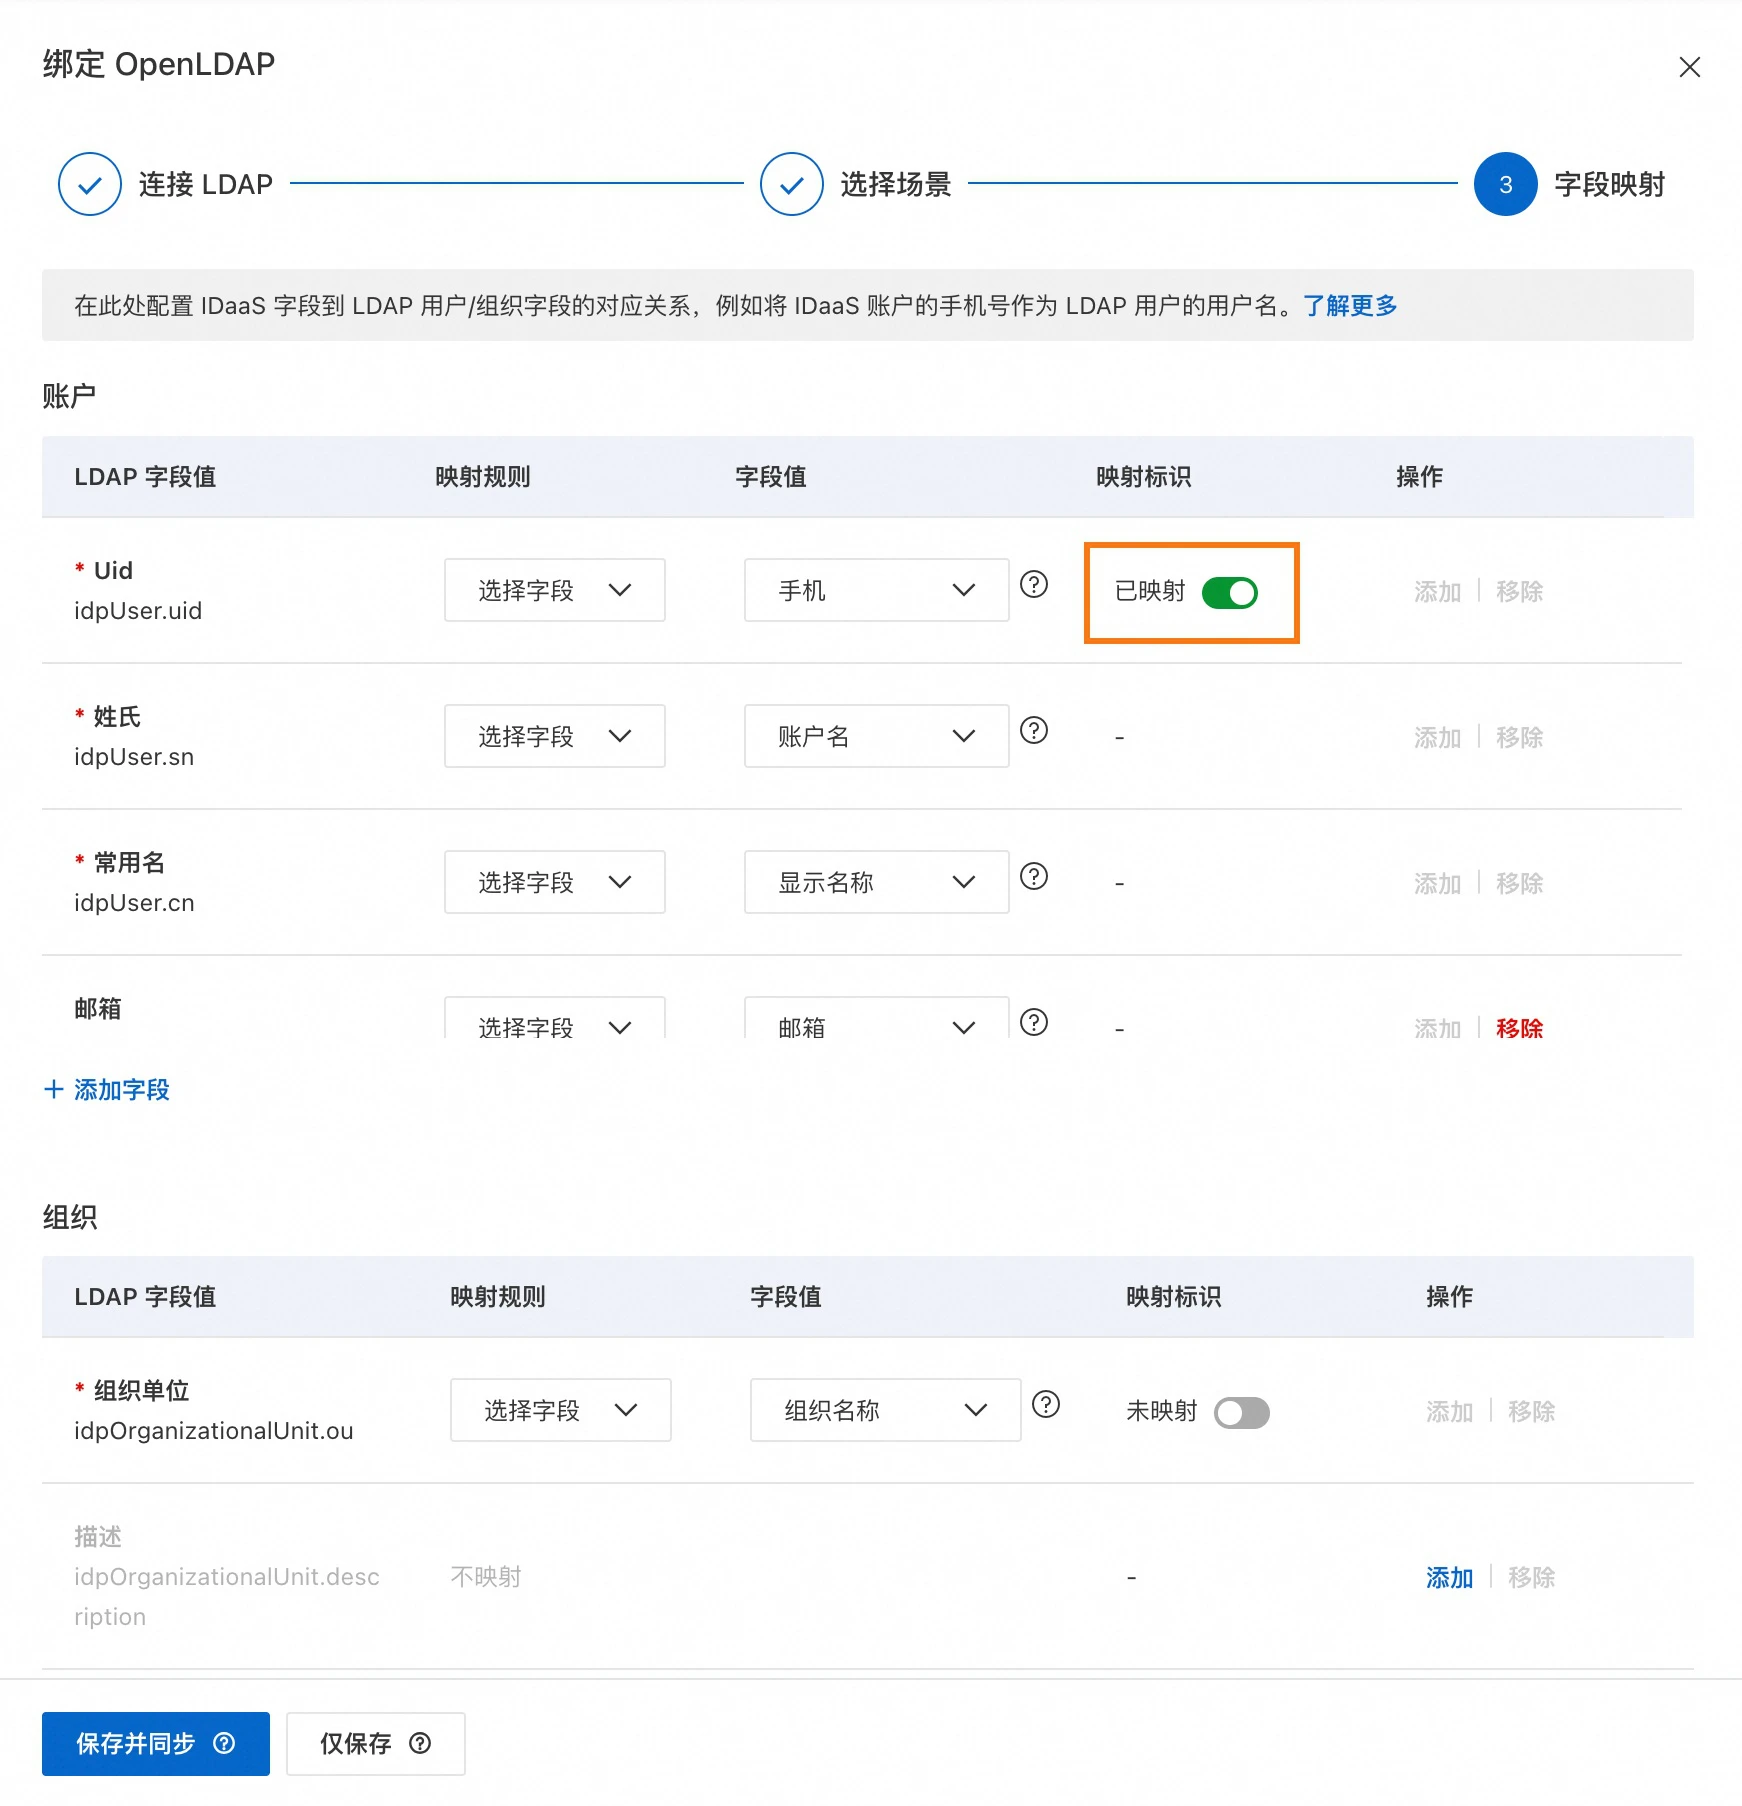 绑定 OpenLDAP
连接 LDAP
选择场景
3 字段映射
在此处配置 IDaaS 字段到 LDAP 用户/组织字段的对应关系，例如将 IDaaS 账户的手机号作为 LDAP 用户的用户名。了解更多
账户
LDAP 字段值 映射规则 字段值 映射标识 操作
* Uid
idpUser.uid
选择字段 手机 ? 已映射 添加 移除
* 姓氏
idpUser.sn
选择字段 账户名 ? - 添加 移除
* 常用名
idpUser.cn
选择字段 显示名称 ? - 添加 移除
邮箱
选择字段 邮箱 ? - 添加 移除
+ 添加字段
组织
LDAP 字段值 映射规则 字段值 映射标识 操作
* 组织单位
idpOrganizationalUnit.ou
选择字段 组织名称 ? 未映射 添加 移除
描述
idpOrganizationalUnit.desc
ription
不映射 - 添加 移除
保存并同步 ? 仅保存 ?